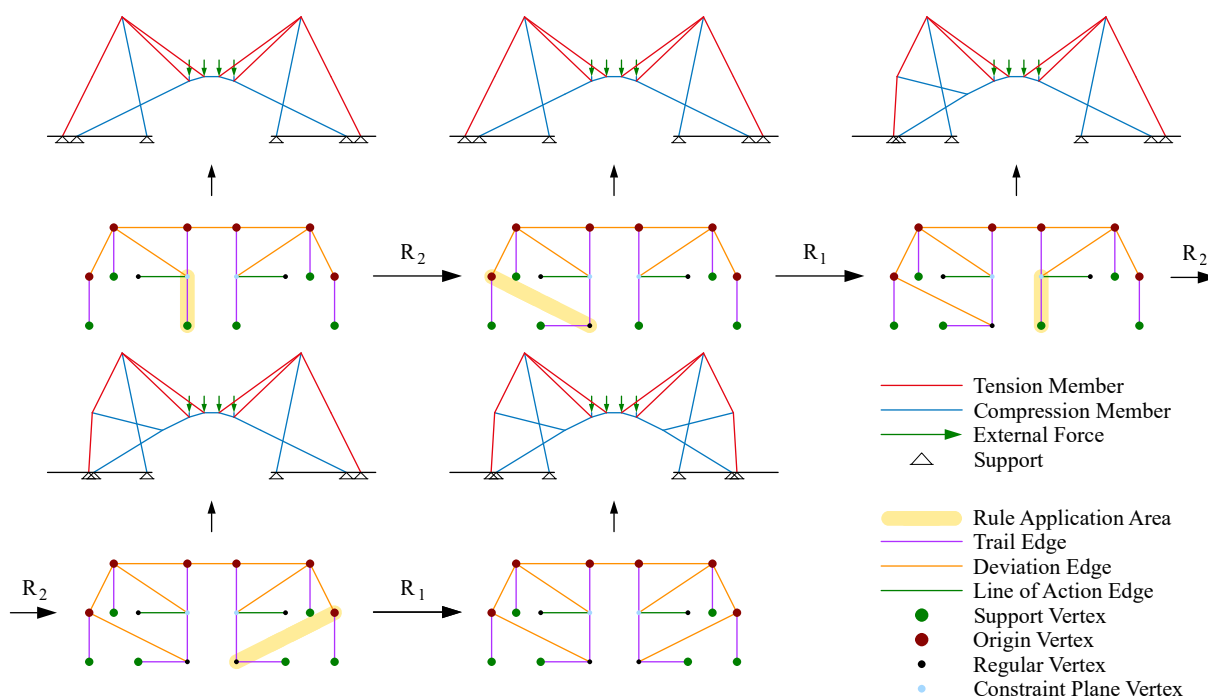 R2
R1
R2
Tension Member
Compression Member
External Force
Support
Rule Application Area
Trail Edge
Deviation Edge
Line of Action Edge
Support Vertex
Origin Vertex
Regular Vertex
Constraint Plane Vertex
R2
R1